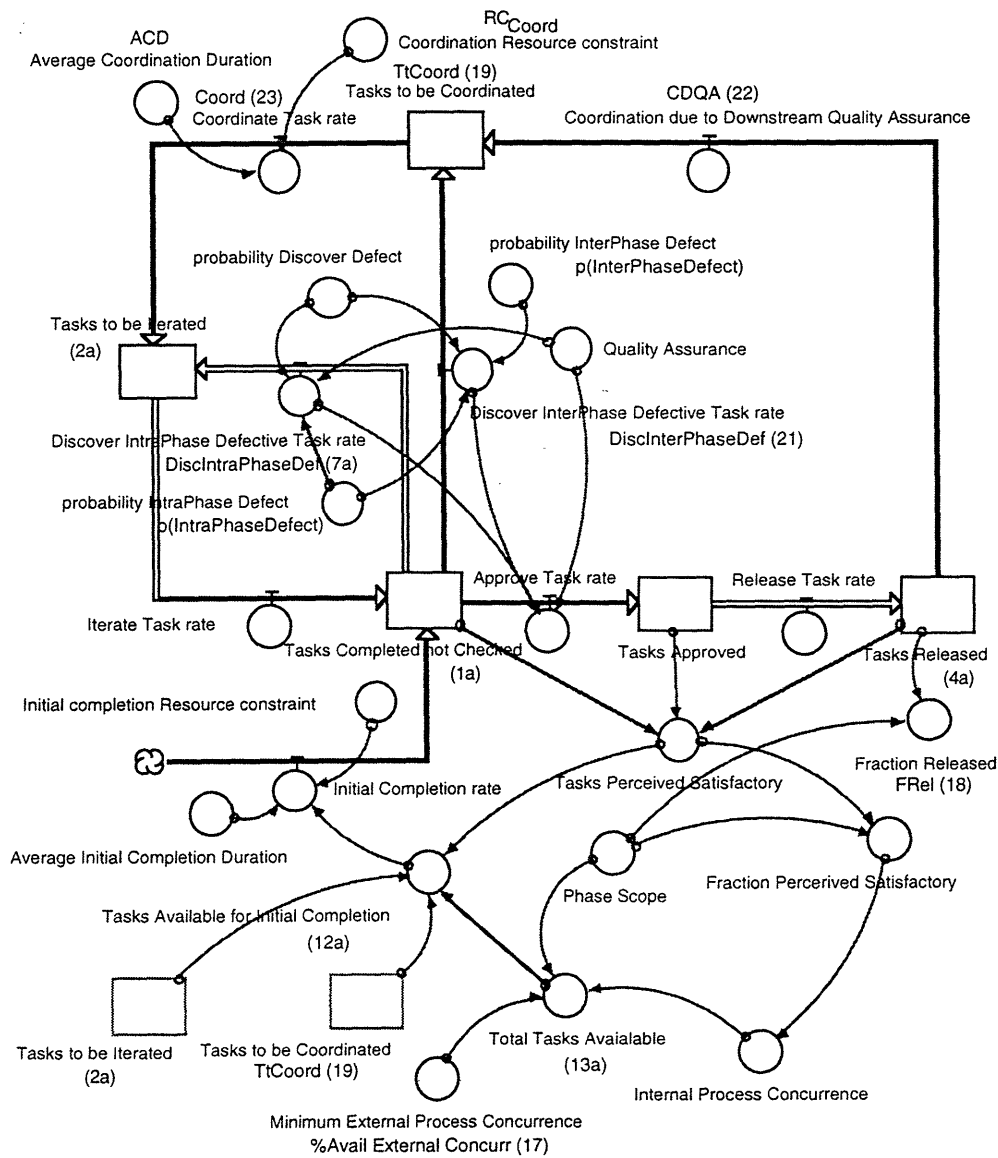 RCCoord
ACD
Coordination Resource constraint
Average Coordination Duration
TtCoord (19)
Coord (23)
Tasks to be Coordinated
CDQA (22)
Coordinate Task rate
Coordination due to Downstream Quality Assurance
probability InterPhase Defect
probability Discover Defect
p(InterPhaseDefect)
Tasks to be Iterated
(2a)
Quality Assurance
Discover InterPhase Defective Task rate
Discover IntraPhase Defective Task rate
DiscInterPhaseDef (21)
DiscIntraPhaseDef (7a)
probability IntraPhase Defect
p(IntraPhaseDefect)
Approve Task rate
Release Task rate
Iterate Task rate
Tasks Completed not Checked
(1a)
Tasks Approved
Tasks Released
(4a)
Initial completion Resource constraint
Fraction Released
FRel (18)
Tasks Perceived Satisfactory
Initial Completion rate
Average Initial Completion Duration
Phase Scope
Fraction Percerived Satisfactory
Tasks Available for Initial Completion
(12a)
Total Tasks Avaialable
(13a)
Tasks to be Iterated
(2a)
Tasks to be Coordinated
TtCoord (19)
Internal Process Concurrence
Minimum External Process Concurrence
%Avail External Concurr (17)